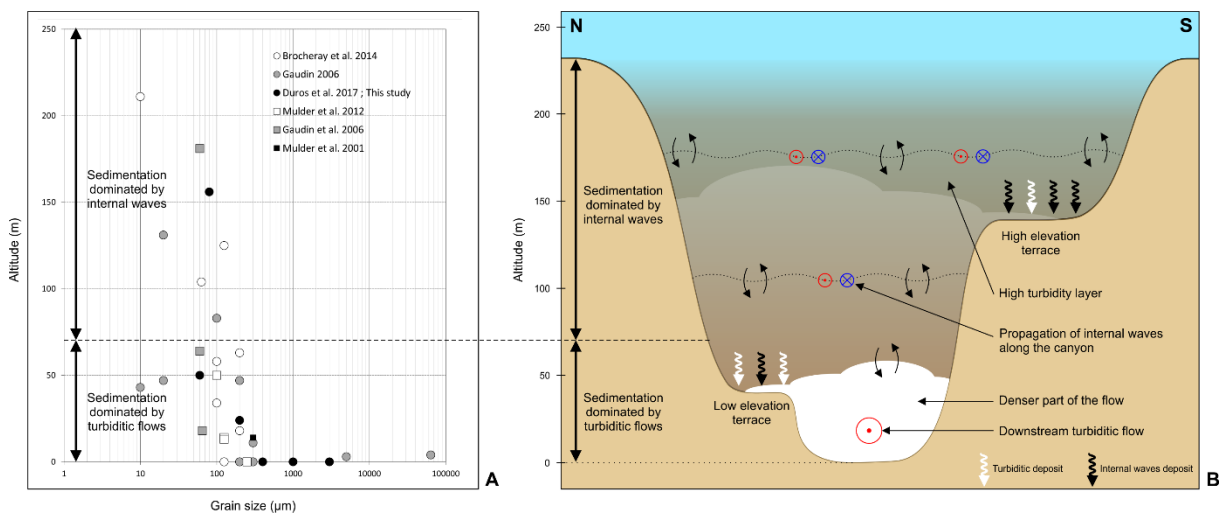 250
200
150
100
50
0
Altitude (m)
Sedimentation
dominated by
internal waves
Sedimentation
dominated by
turbiditic flows
Brocheray et al. 2014
Gaudin 2006
Duros et al. 2017 ; This study
Mulder et al. 2012
Gaudin et al. 2006
Mulder et al. 2001
1
10
100
1000
10000
100000
Grain size (µm)
A
N
S
250
200
150
100
50
0
Altitude (m)
Sedimentation
dominated by
internal waves
Sedimentation
dominated by
turbiditic flows
High elevation
terrace
High turbidity layer
Propagation of internal waves
along the canyon
Low elevation
terrace
Denser part of the flow
Downstream turbiditic flow
Turbiditic deposit
Internal waves deposit
B